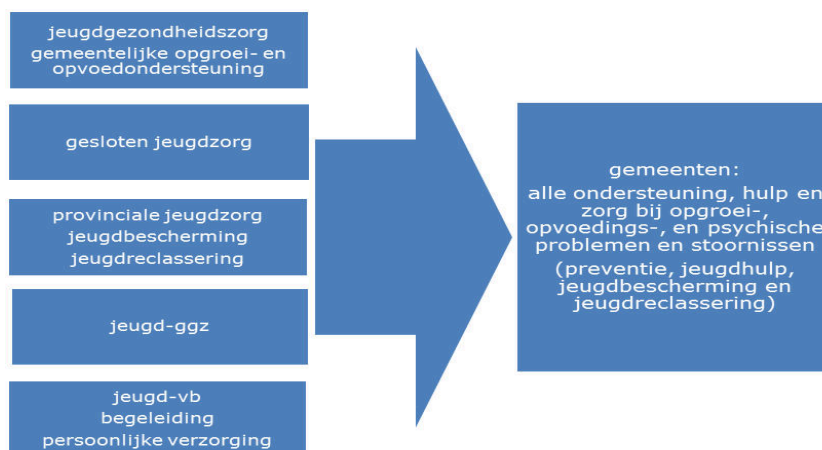 jeugdgezondheidszorg
gemeentelijke opgroei- en
opvoedondersteuning
gesloten jeugdzorg
provinciale jeugdzorg
jeugdbescherming
jeugdreclassering
jeugd-ggz
jeugd-vb
begeleiding
persoonlijke verzorging
gemeenten:
alle ondersteuning, hulp en
zorg bij opgroei-,
opvoedings-, en psychische
problemen en stoornissen
(preventie, jeugdhulp,
jeugdbescherming en
jeugdreclassering)